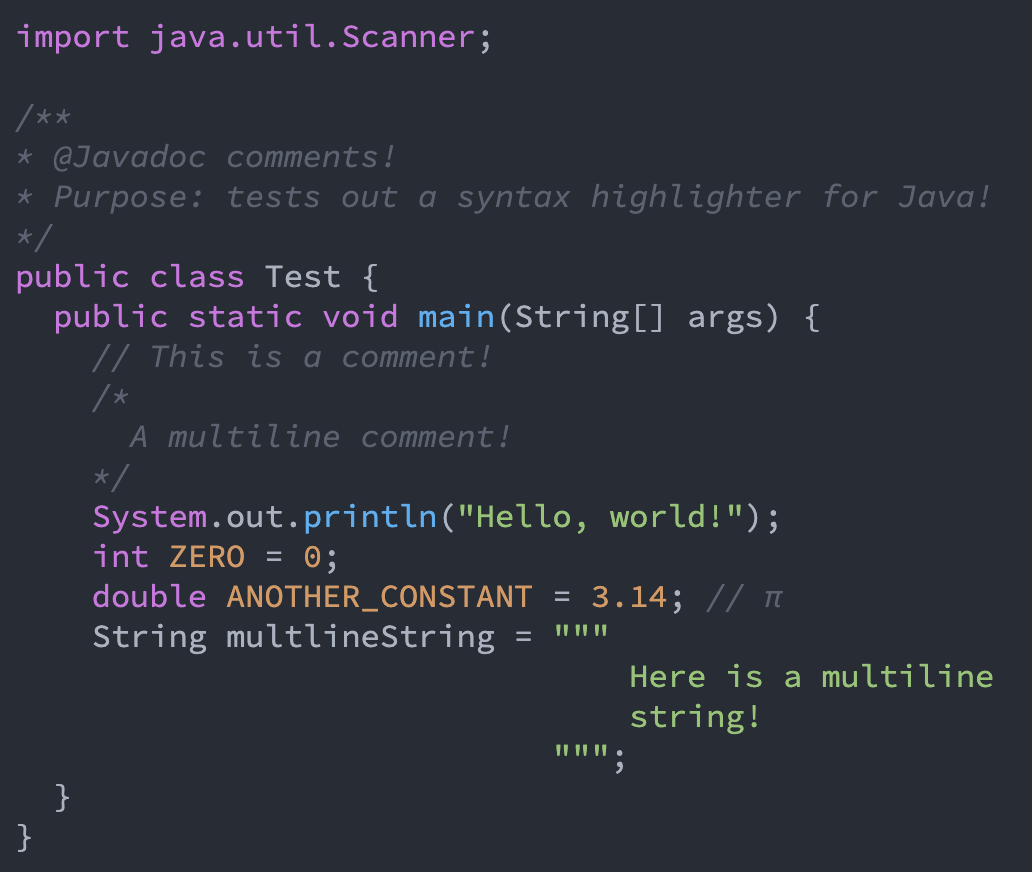 import java.util.Scanner;

/**
* @Javadoc comments!
* Purpose: tests out a syntax highlighter for Java!
*/
public class Test {
  public static void main(String[] args) {
    // This is a comment!
    /*
      A multiline comment!
    */
    System.out.println("Hello, world!");
    int ZERO = 0;
    double ANOTHER_CONSTANT = 3.14; // π
    String multlineString = """
                                Here is a multiline
                                string!
                            """;
  }
}